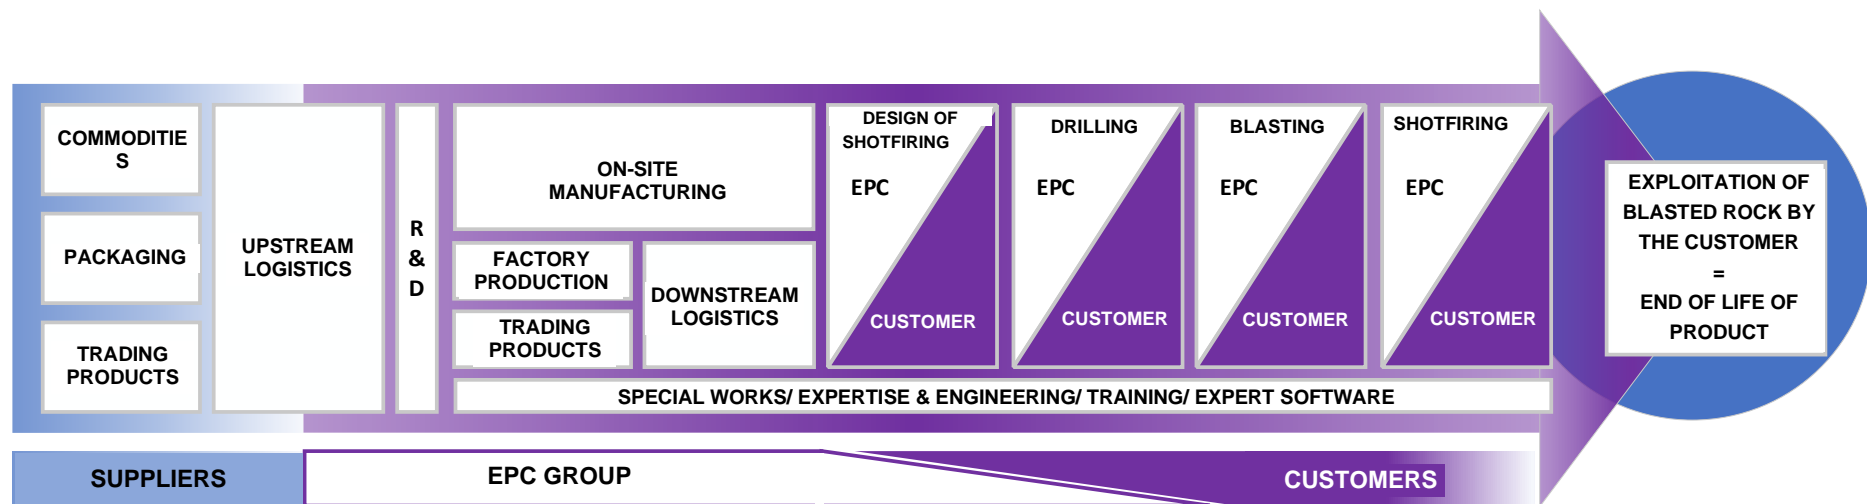 COMMODITIE
S
PACKAGING
TRADING
PRODUCTS
UPSTREAM
LOGISTICS
R
&
D
ON-SITE
MANUFACTURING
FACTORY
PRODUCTION
TRADING
PRODUCTS
DOWNSTREAM
LOGISTICS
DESIGN OF
SHOTFIRING
EPC
CUSTOMER
DRILLING
EPC
CUSTOMER
BLASTING
EPC
CUSTOMER
SHOTFIRING
EPC
CUSTOMER
SPECIAL WORKS/ EXPERTISE & ENGINEERING/ TRAINING/ EXPERT SOFTWARE
EXPLOITATION OF
BLASTED ROCK BY
THE CUSTOMER
=
END OF LIFE OF
PRODUCT
SUPPLIERS
EPC GROUP
CUSTOMERS